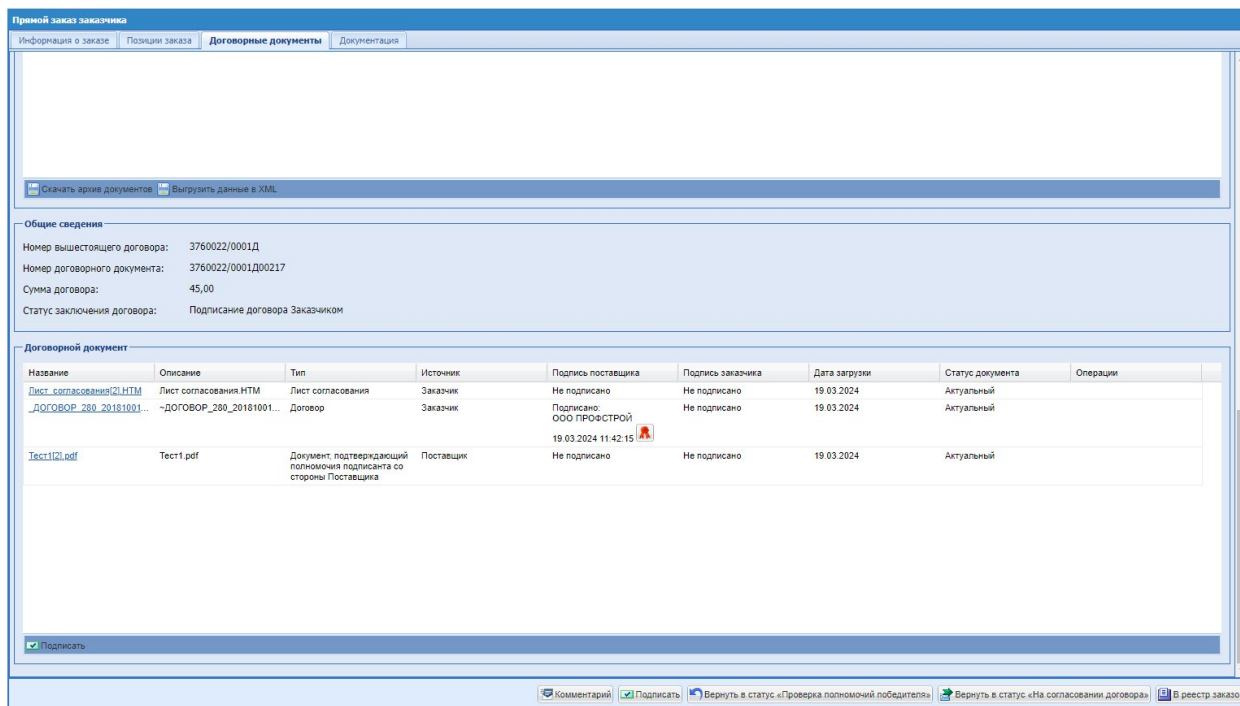 Прямой заказ заказчика
Информация о заказе Позиции заказа Договорные документы Документация
Скачать архив документов Выгрузить данные в XML
Общие сведения
Номер вышестоящего договора: 3760022/0001Д
Номер договорного документа: 3760022/0001Д00217
Сумма договора: 45,00
Статус заключения договора: Подписание договора Заказчиком
Договорной документ
Название Описание Тип Источник Подпись поставщика Подпись заказчика Дата загрузки Статус документа Операции
Лист согласования[2].HTM Лист согласования.HTM Лист согласования Заказчик Не подписано Не подписано 19.03.2024 Актуальный
_ДОГОВОР_280_20181001... ~ДОГОВОР_280_20181001... Договор Заказчик Подписано: Не подписано 19.03.2024 Актуальный
ООО ПРОФСТРОЙ
19.03.2024 11:42:15
Тест1[2].pdf Тест1.pdf Документ, подтверждающий Поставщик Не подписано Не подписано 19.03.2024 Актуальный
полномочия подписанта со
стороны Поставщика
Подписать
Комментарий Подписать Вернуть в статус «Проверка полномочий победителя» Вернуть в статус «На согласовании договора» В реестр заказо